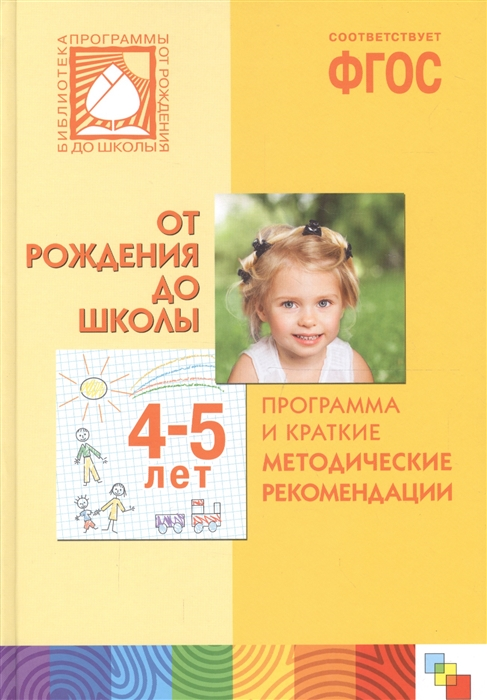 БИБЛИОТЕКА
ПРОГРАММЫ
ОТ РОЖДЕНИЯ
ДО ШКОЛЫ
СООТВЕТСТВУЕТ
ФГОС
ОТ
РОЖДЕНИЯ
ДО
ШКОЛЫ
4-5
лет
ПРОГРАММА
И КРАТКИЕ
МЕТОДИЧЕСКИЕ
РЕКОМЕНДАЦИИ